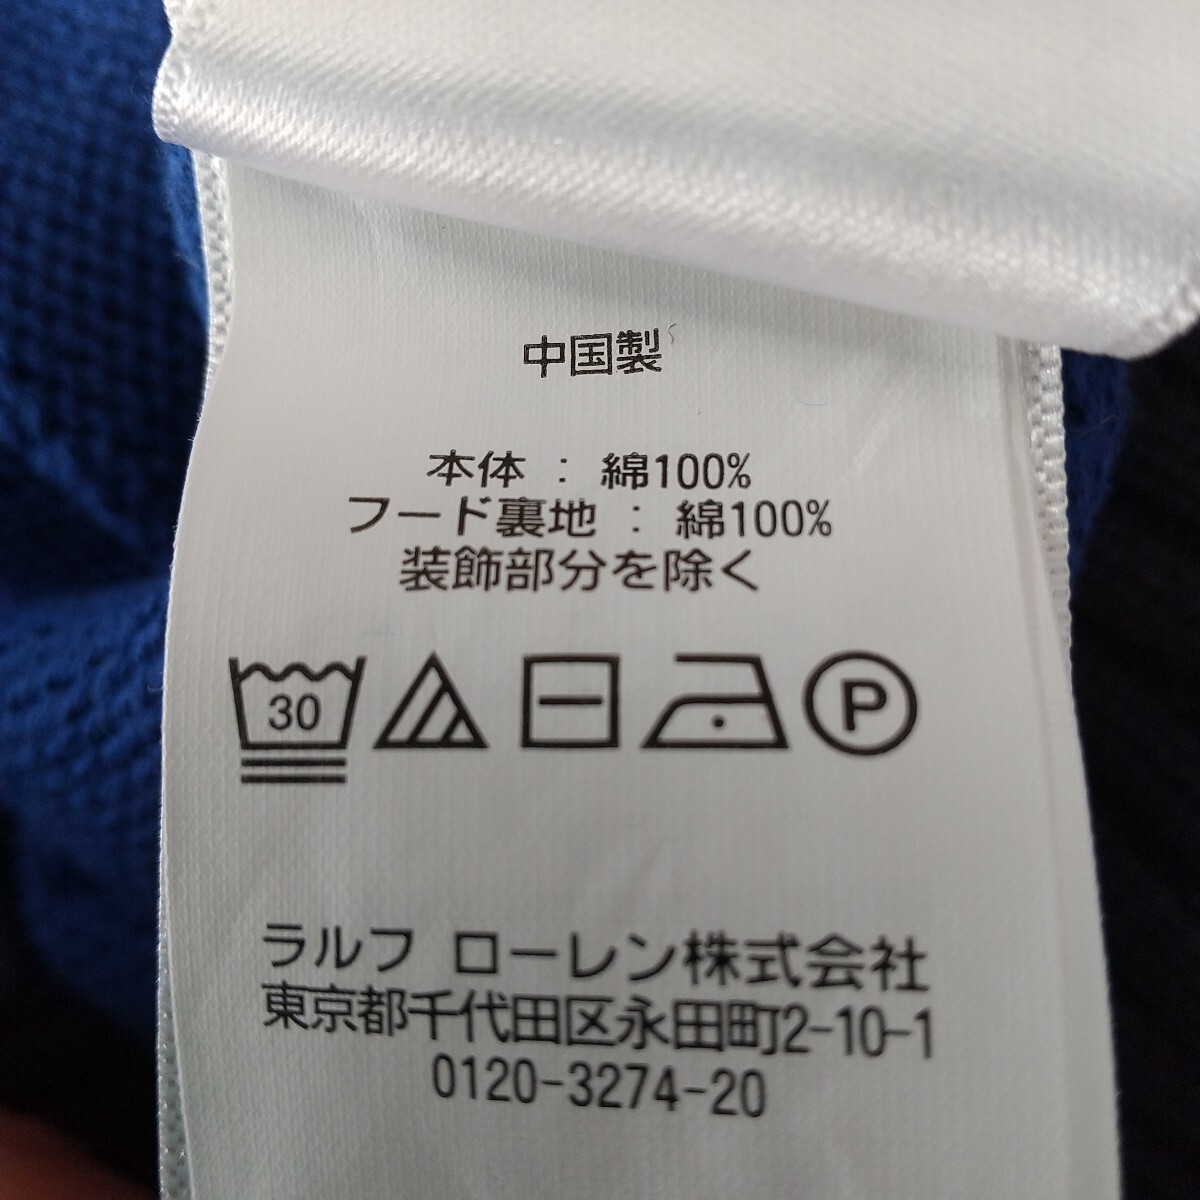 中国製
本体 : 綿100%
フード裏地 : 綿100%
装飾部分を除く
30 P
ラルフ ローレン株式会社
東京都千代田区永田町2-10-1
0120-3274-20